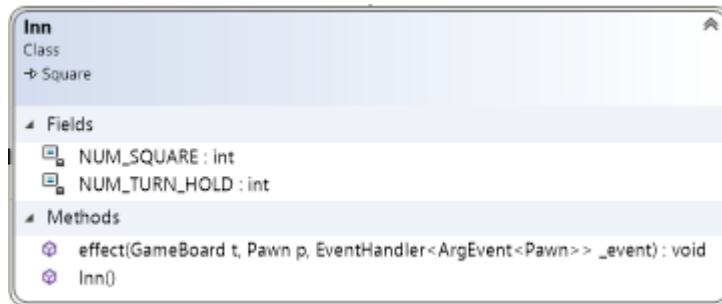 Inn
Class
Square
Fields
NUM_SQUARE : int
NUM_TURN_HOLD : int
Methods
effect(GameBoard t, Pawn p, EventHandler<ArgEvent<Pawn>> _event) : void
Inn()